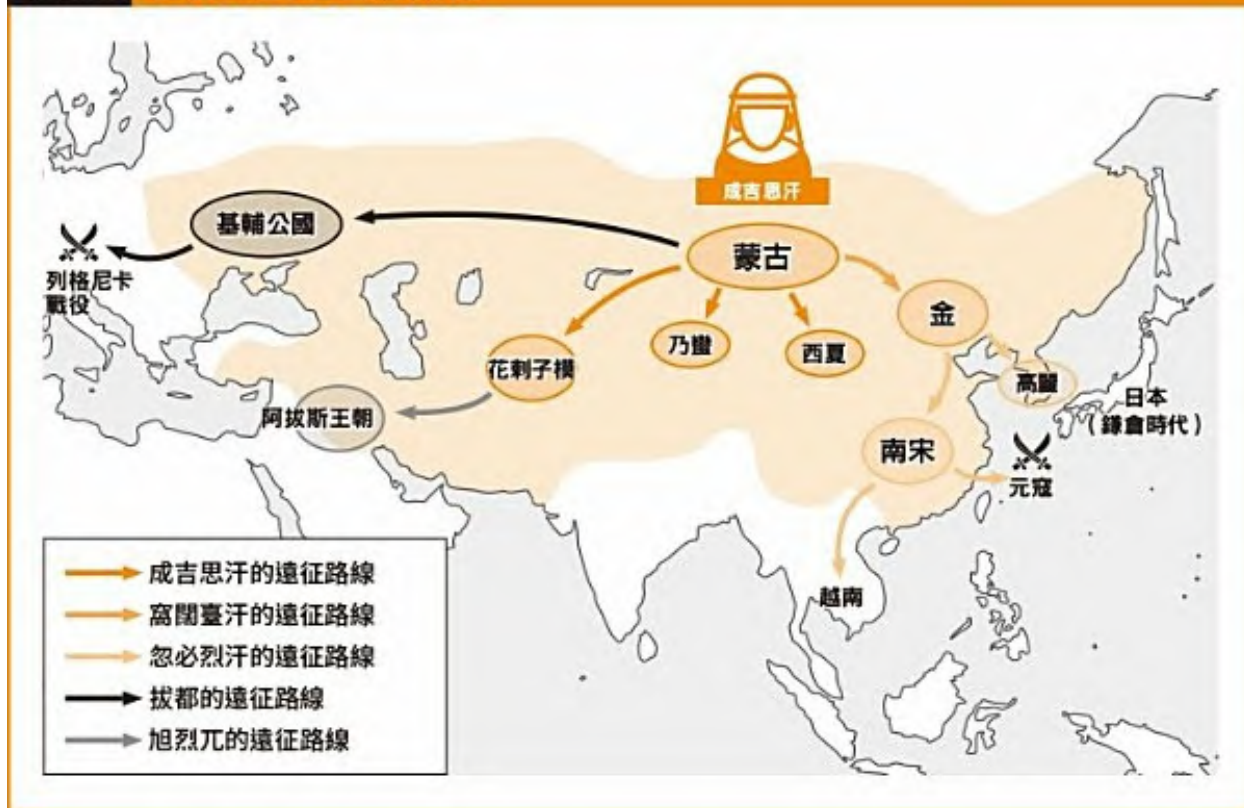 成吉思汗
基輔公國
蒙古
列格尼卡
戰役
金
乃蠻
西夏
花剌子模
高麗
阿拔斯王朝
日本
(鎌倉時代)
南宋
元寇
越南
成吉思汗的遠征路線
窩闊臺汗的遠征路線
忽必烈汗的遠征路線
拔都的遠征路線
旭烈兀的遠征路線